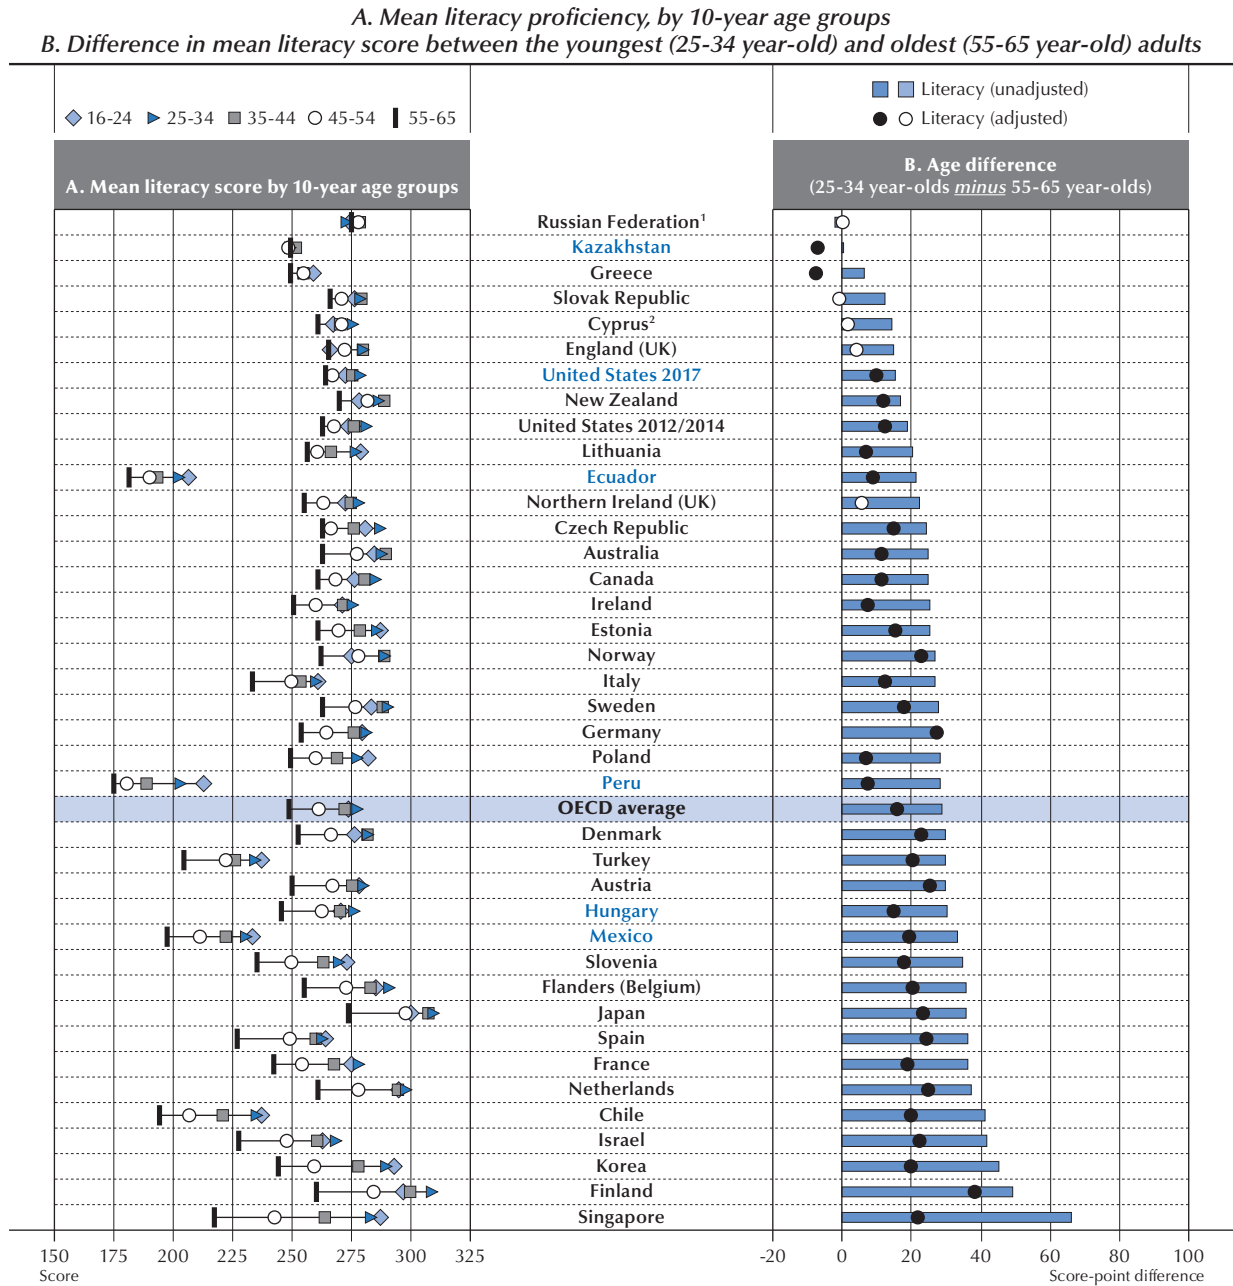 A. Mean literacy proficiency, by 10-year age groups
B. Difference in mean literacy score between the youngest (25-34 year-old) and oldest (55-65 year-old) adults
16-24 25-34 35-44 45-54 55-65
Literacy (unadjusted)
Literacy (adjusted)
A. Mean literacy score by 10-year age groups
B. Age difference
(25-34 year-olds minus 55-65 year-olds)
Russian Federation¹
Kazakhstan
Greece
Slovak Republic
Cyprus²
England (UK)
United States 2017
New Zealand
United States 2012/2014
Lithuania
Ecuador
Northern Ireland (UK)
Czech Republic
Australia
Canada
Ireland
Estonia
Norway
Italy
Sweden
Germany
Poland
Peru
OECD average
Denmark
Turkey
Austria
Hungary
Mexico
Slovenia
Flanders (Belgium)
Japan
Spain
France
Netherlands
Chile
Israel
Korea
Finland
Singapore
150 175 200 225 250 275 300 325
Score
-20 0 20 40 60 80 100
Score-point difference